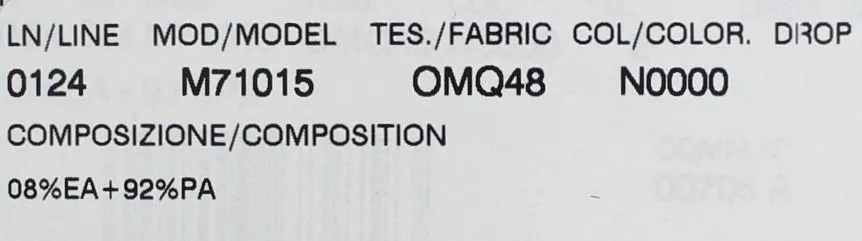 LN/LINE MOD/MODEL TES./FABRIC COL/COLOR. DROP
0124 M71015 OMQ48 N0000
COMPOSIZIONE/COMPOSITION
08%EA+92%PA